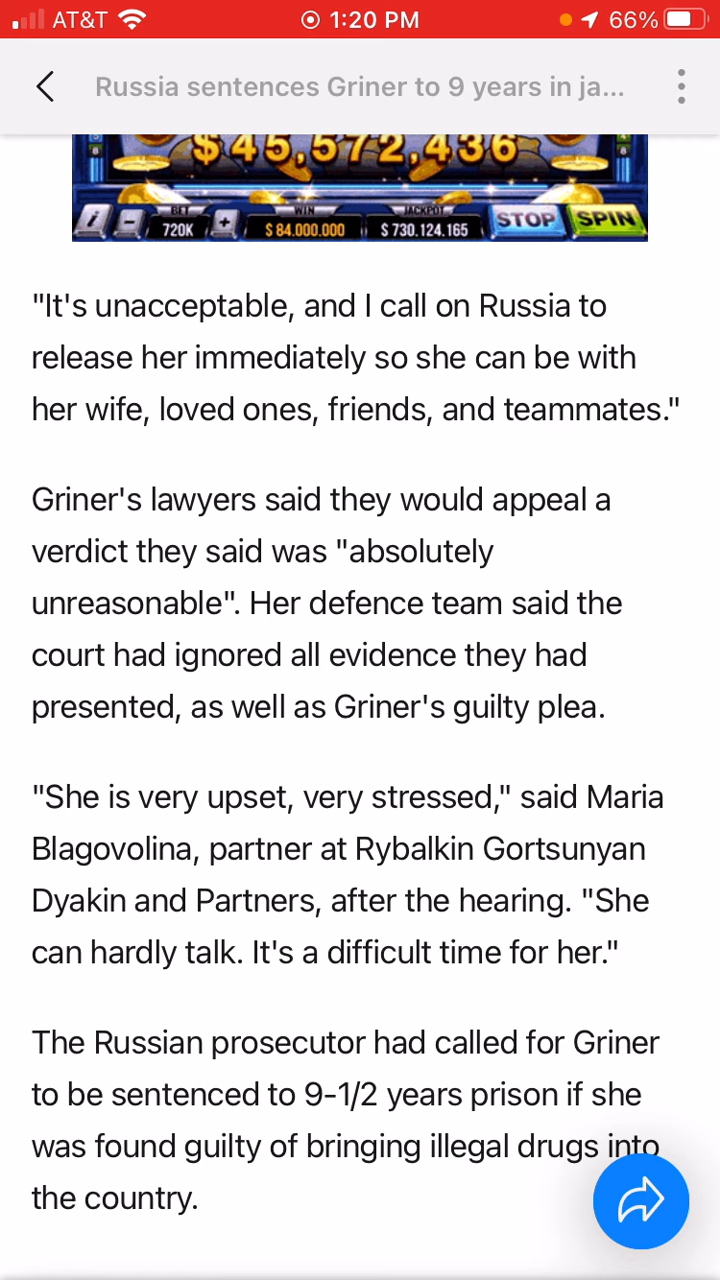 AT&T 1:20 PM 66%
Russia sentences Griner to 9 years in ja...
$45,572,436
BET WIN JACKPOT
i - 720K + $ 84.000.000 $ 730.124.165 STOP SPIN
"It's unacceptable, and I call on Russia to
release her immediately so she can be with
her wife, loved ones, friends, and teammates."
Griner's lawyers said they would appeal a
verdict they said was "absolutely
unreasonable". Her defence team said the
court had ignored all evidence they had
presented, as well as Griner's guilty plea.
"She is very upset, very stressed," said Maria
Blagovolina, partner at Rybalkin Gortsunyan
Dyakin and Partners, after the hearing. "She
can hardly talk. It's a difficult time for her."
The Russian prosecutor had called for Griner
to be sentenced to 9-1/2 years prison if she
was found guilty of bringing illegal drugs into
the country.